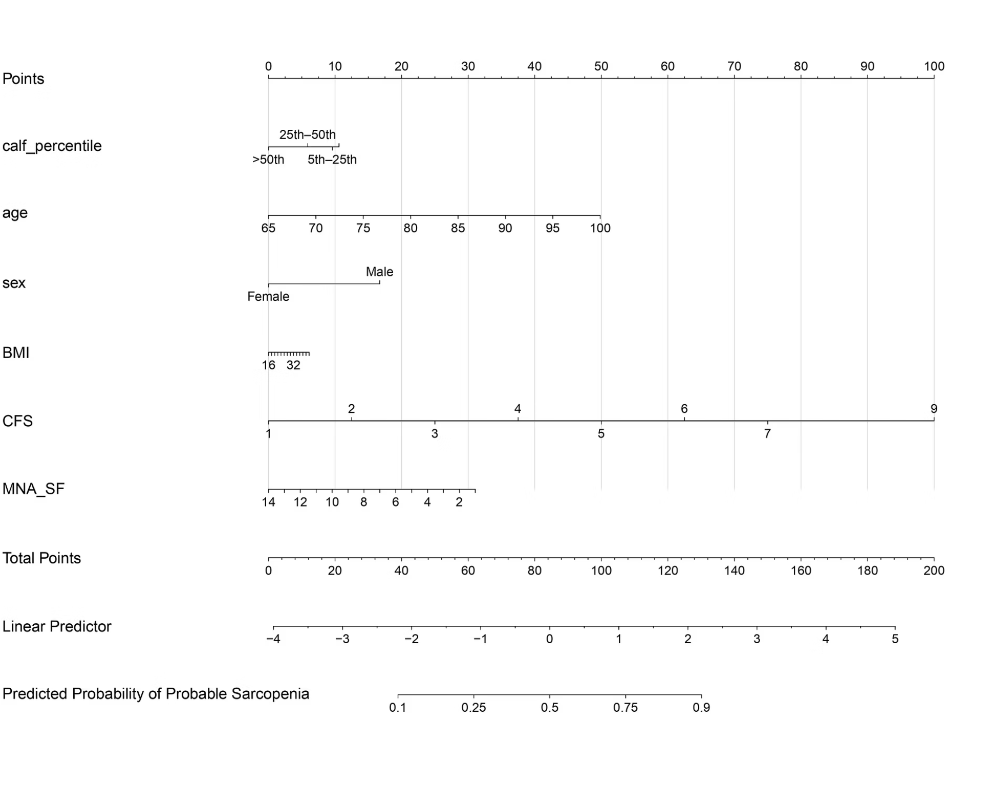 0 10 20 30 40 50 60 70 80 90 100
Points
25th–50th
calf_percentile
>50th 5th–25th
age
65 70 75 80 85 90 95 100
Male
sex
Female
BMI
16 32
2 4 6 9
CFS
1 3 5 7
MNA_SF
14 12 10 8 6 4 2
Total Points
0 20 40 60 80 100 120 140 160 180 200
Linear Predictor
−4 −3 −2 −1 0 1 2 3 4 5
Predicted Probability of Probable Sarcopenia
0.1 0.25 0.5 0.75 0.9